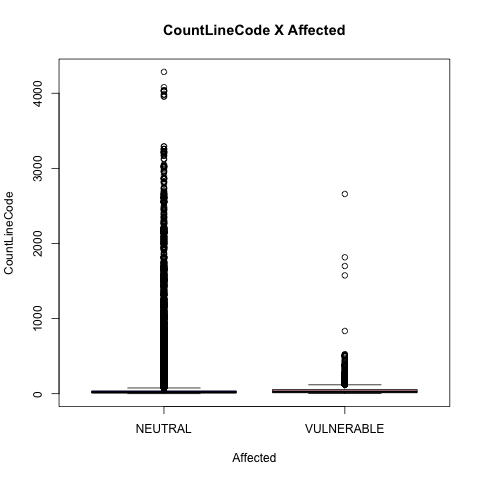 CountLineCode X Affected
CountLineCode
4000
3000
2000
1000
0
NEUTRAL
VULNERABLE
Affected